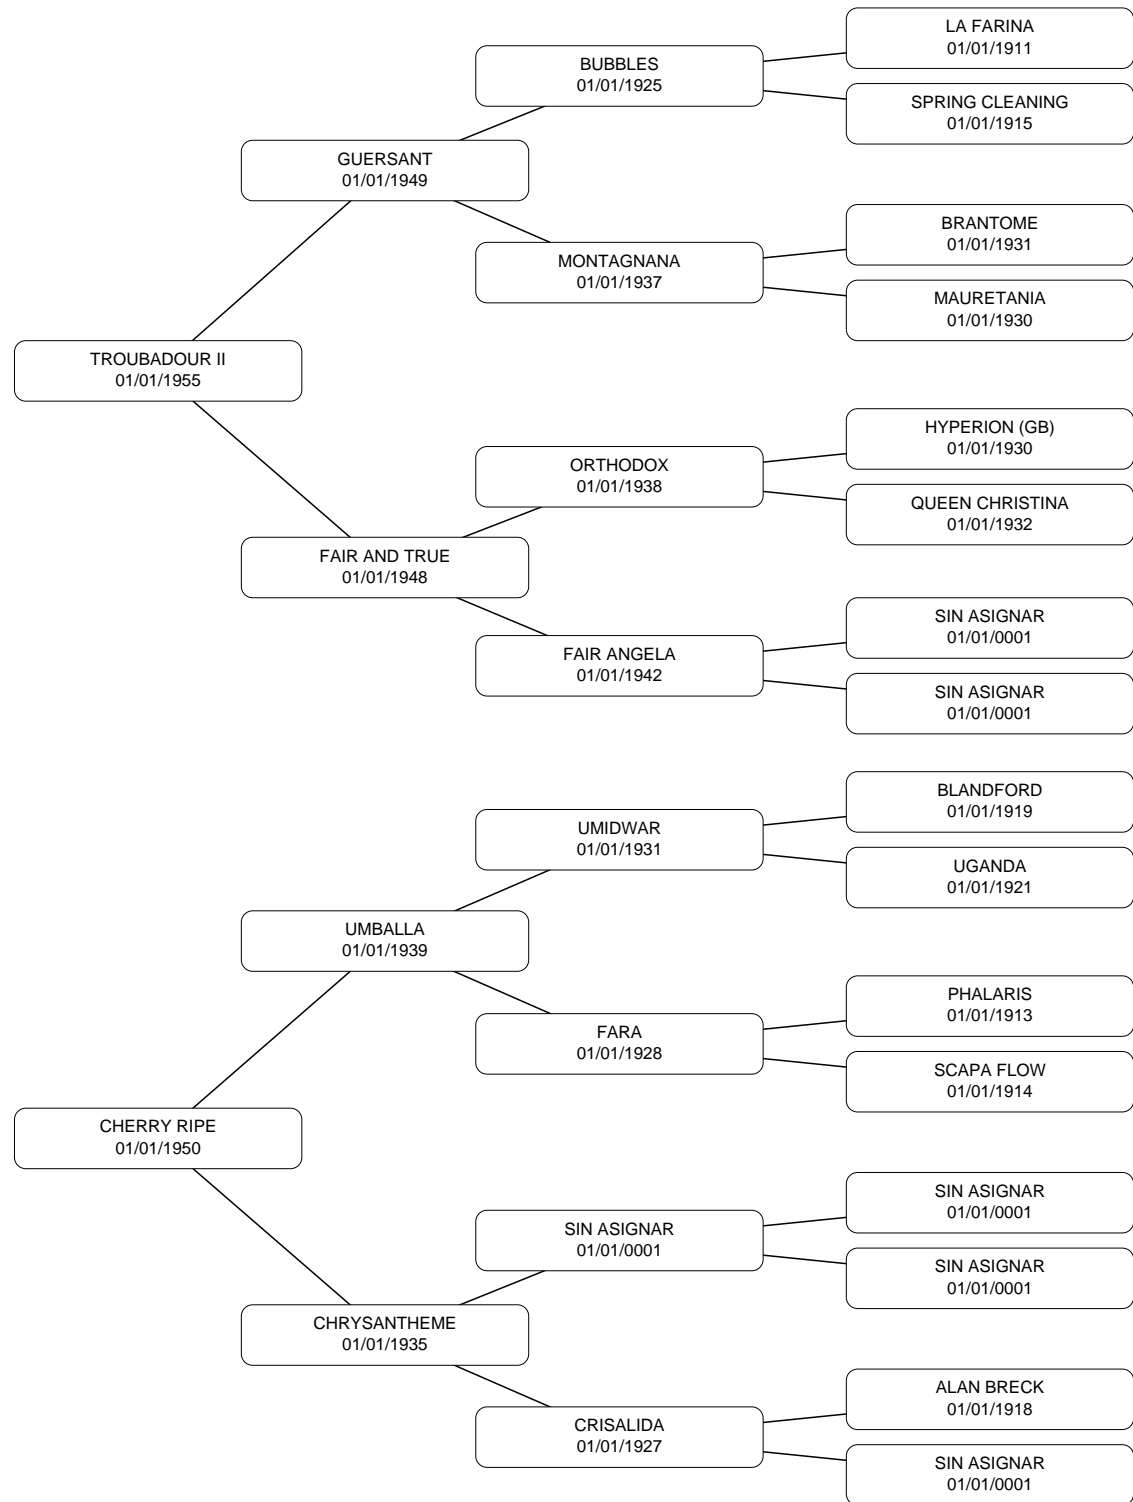 LA FARINA
01/01/1911
BUBBLES
01/01/1925
SPRING CLEANING
01/01/1915
GUERSANT
01/01/1949
BRANTOME
01/01/1931
MONTAGNANA
01/01/1937
MAURETANIA
01/01/1930
TROUBADOUR II
01/01/1955
HYPERION (GB)
01/01/1930
ORTHODOX
01/01/1938
QUEEN CHRISTINA
01/01/1932
FAIR AND TRUE
01/01/1948
SIN ASIGNAR
01/01/0001
FAIR ANGELA
01/01/1942
SIN ASIGNAR
01/01/0001
BLANDFORD
01/01/1919
UMIDWAR
01/01/1931
UGANDA
01/01/1921
UMBALLA
01/01/1939
PHALARIS
01/01/1913
FARA
01/01/1928
SCAPA FLOW
01/01/1914
CHERRY RIPE
01/01/1950
SIN ASIGNAR
01/01/0001
SIN ASIGNAR
01/01/0001
SIN ASIGNAR
01/01/0001
CHRYSANTHEME
01/01/1935
ALAN BRECK
01/01/1918
CRISALIDA
01/01/1927
SIN ASIGNAR
01/01/0001